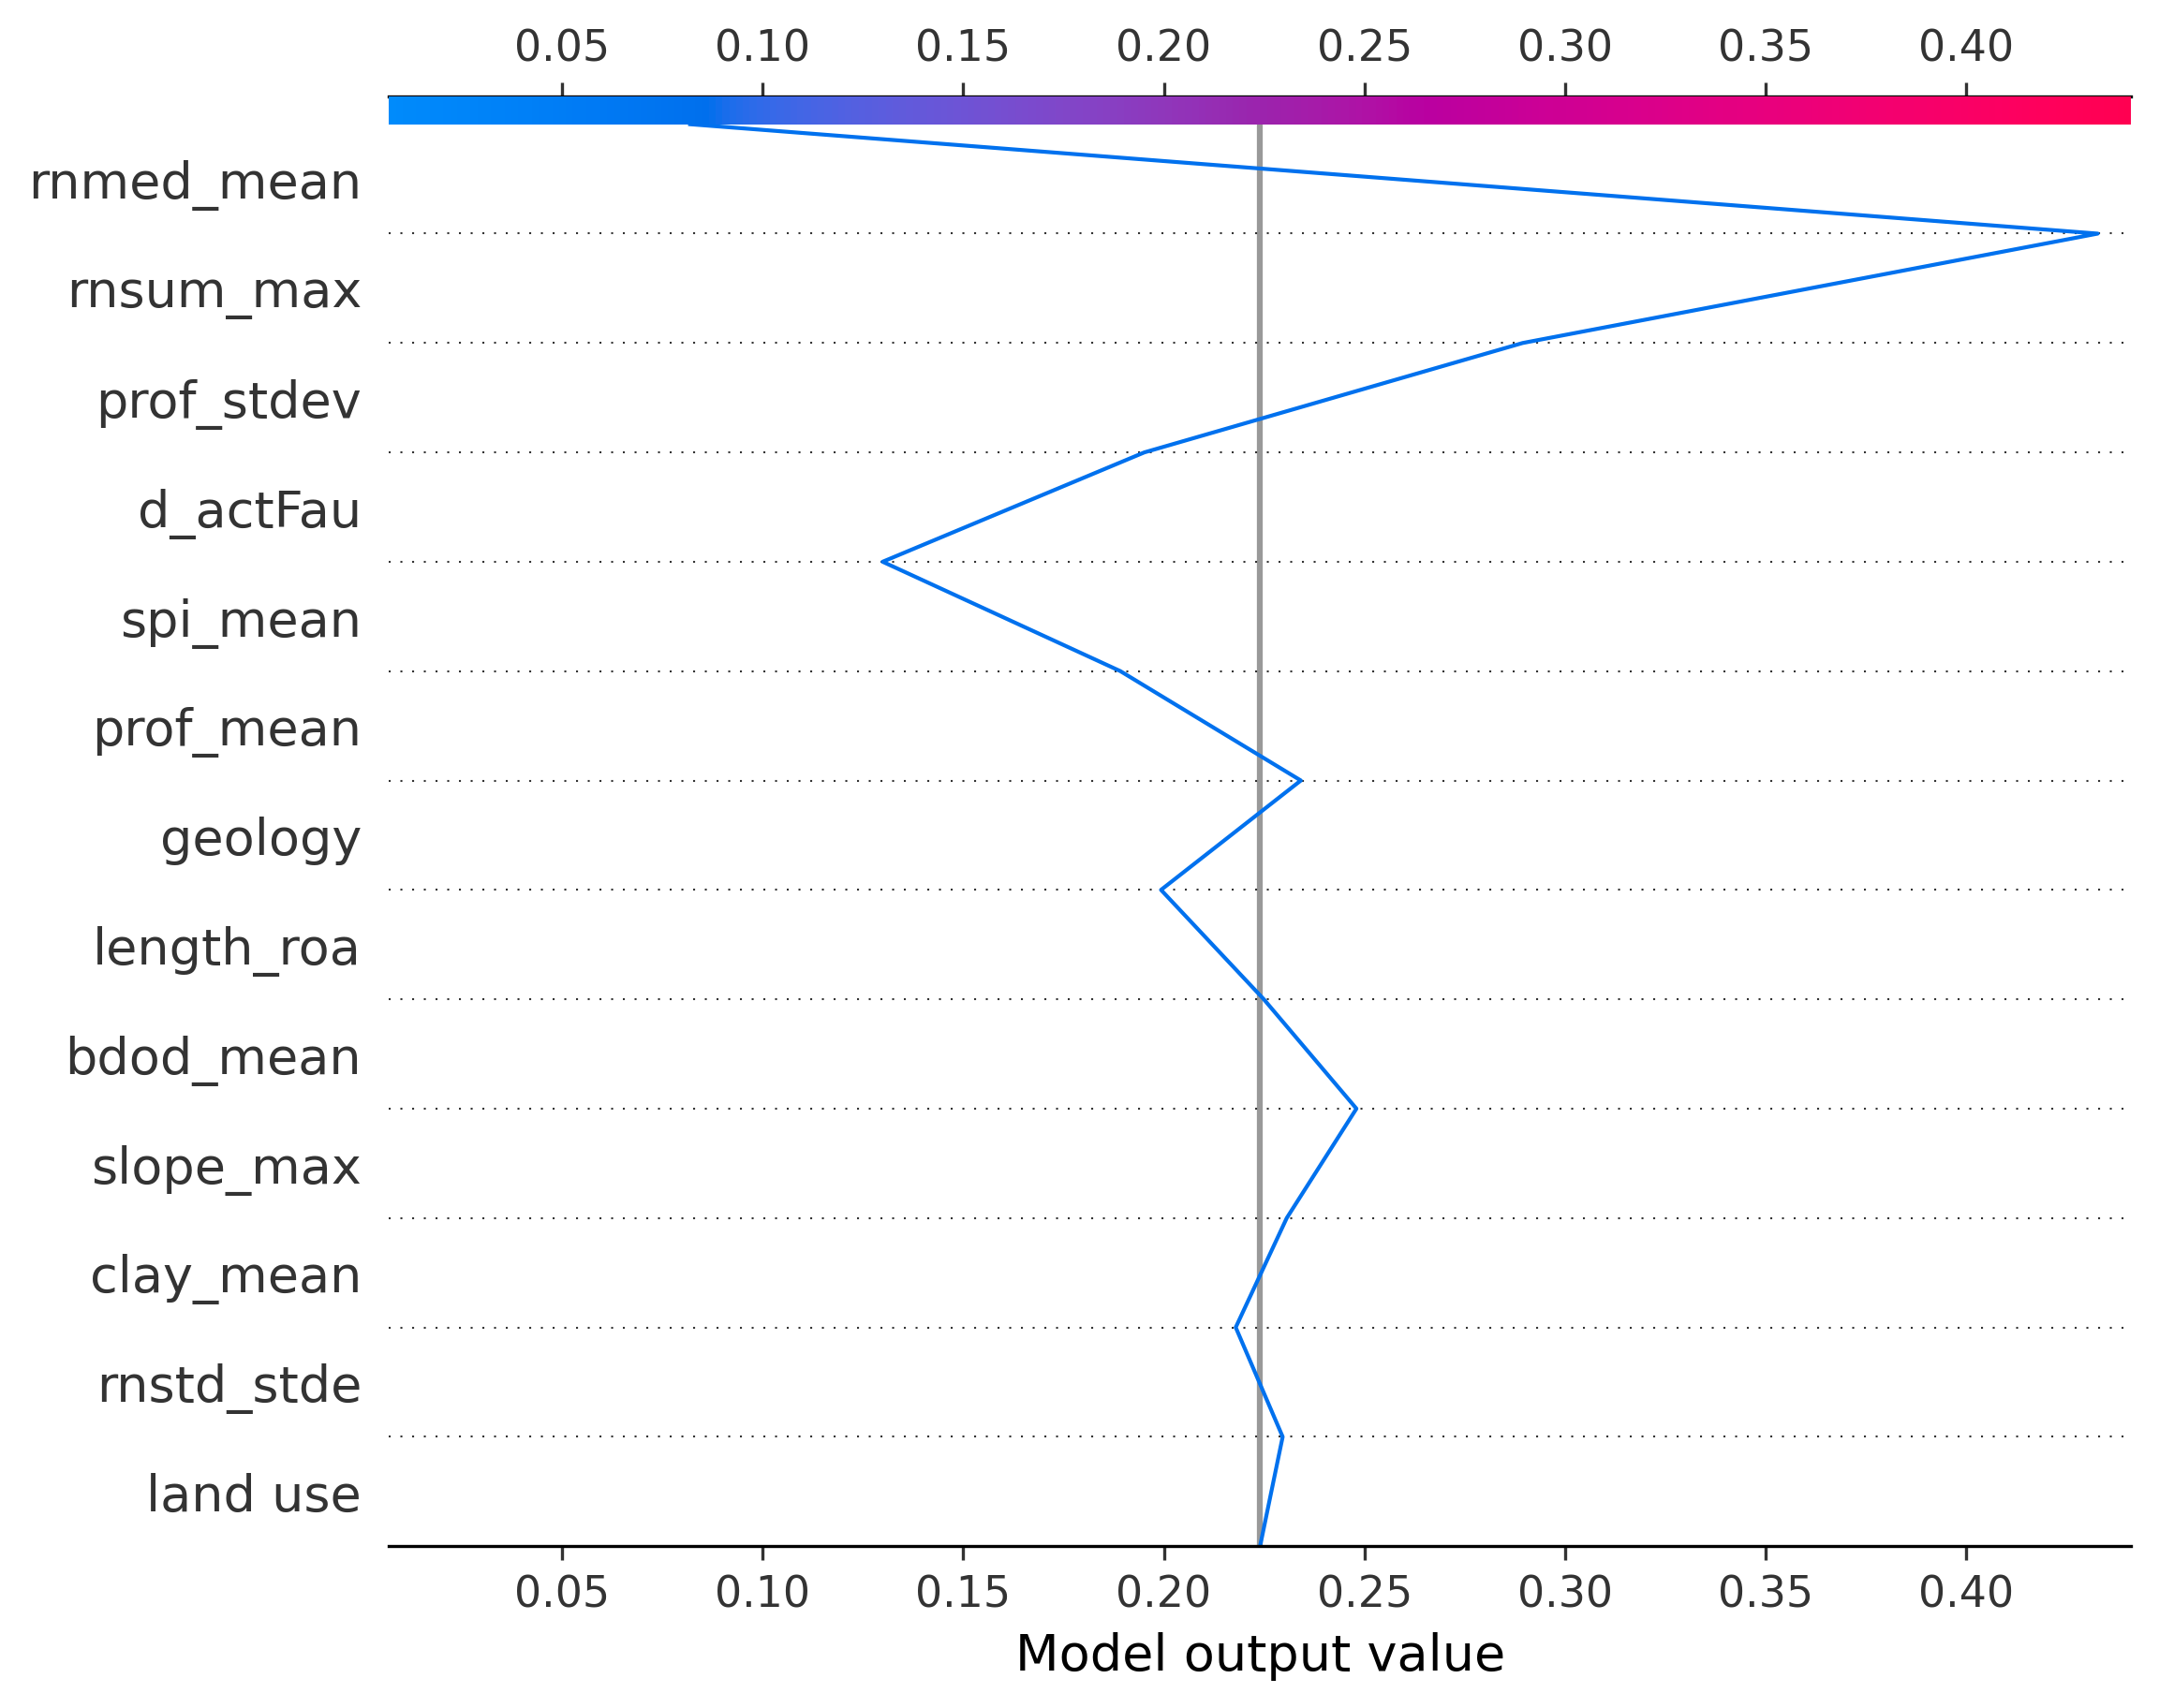 0.05 0.10 0.15 0.20 0.25 0.30 0.35 0.40
rnmed_mean
rnsum_max
prof_stdev
d_actFau
spi_mean
prof_mean
geology
length_roa
bdod_mean
slope_max
clay_mean
rnstd_stde
land use
0.05 0.10 0.15 0.20 0.25 0.30 0.35 0.40
Model output value